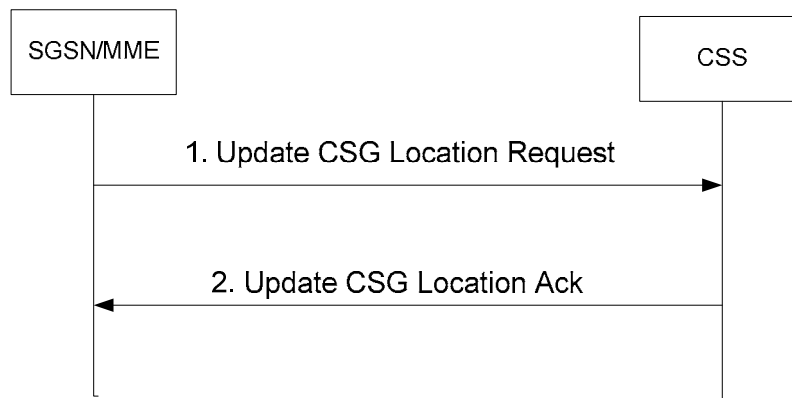 SGSN/MME
CSS
1. Update CSG Location Request
2. Update CSG Location Ack